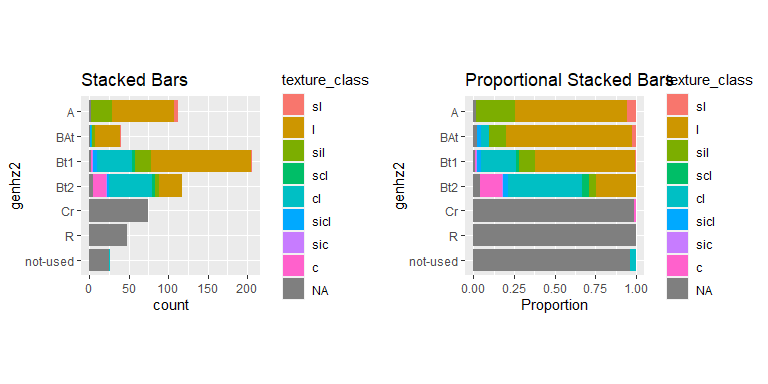 Stacked Bars
genhz2
A
BAt
Bt1
Bt2
Cr
R
not-used
0
50
100
150
200
count
texture_class
sl
l
sil
scl
cl
sicl
sic
c
NA
Proportional Stacked Bars
genhz2
A
BAt
Bt1
Bt2
Cr
R
not-used
0.00
0.25
0.50
0.75
1.00
Proportion
texture_class
sl
l
sil
scl
cl
sicl
sic
c
NA